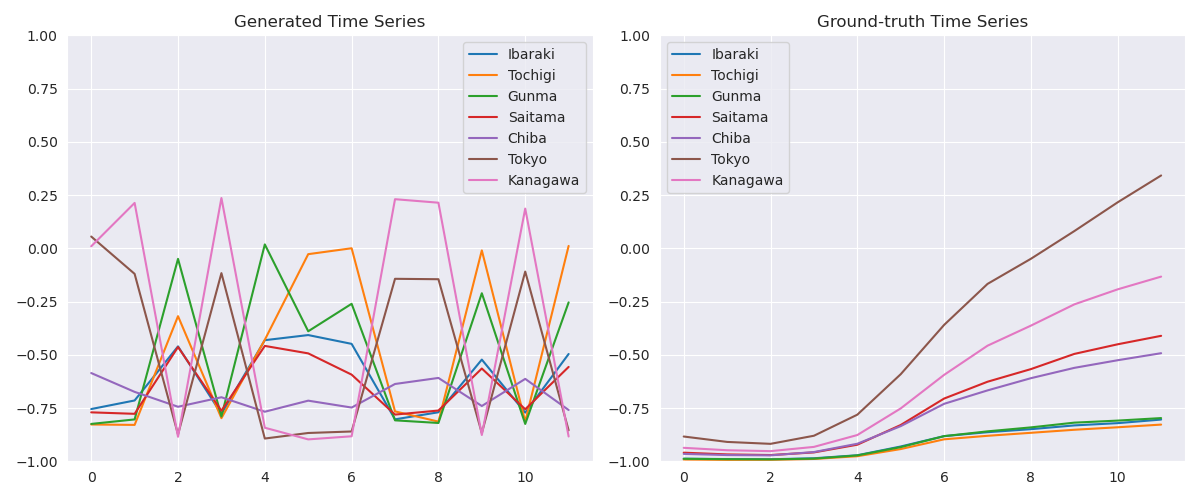 Generated Time Series
1.00
0.75
0.50
0.25
0.00
−0.25
−0.50
−0.75
−1.00
0 2 4 6 8 10
Ibaraki
Tochigi
Gunma
Saitama
Chiba
Tokyo
Kanagawa
Ground-truth Time Series
1.00
0.75
0.50
0.25
0.00
−0.25
−0.50
−0.75
−1.00
0 2 4 6 8 10
Ibaraki
Tochigi
Gunma
Saitama
Chiba
Tokyo
Kanagawa